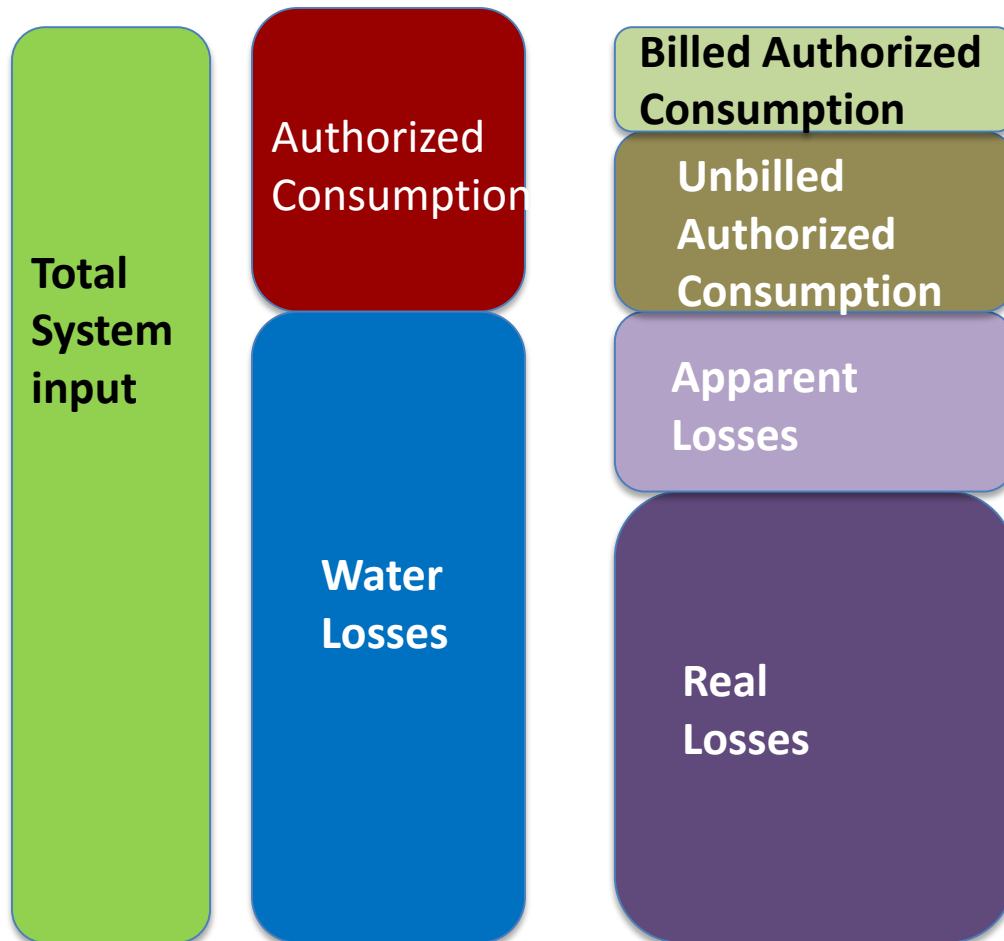 Total
System
input
Authorized
Consumption
Water
Losses
Billed Authorized
Consumption
Unbilled
Authorized
Consumption
Apparent
Losses
Real
Losses